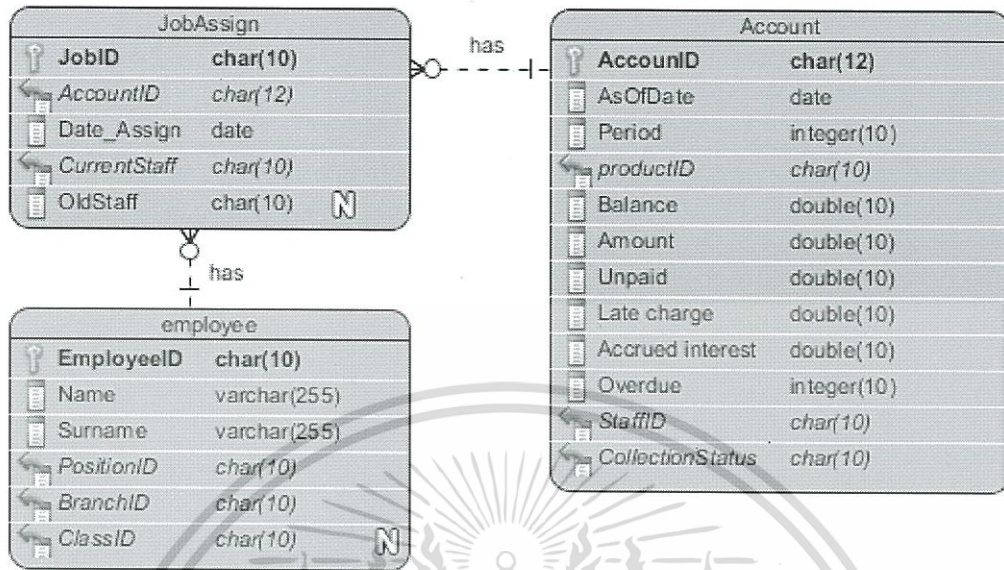 JobAssign
JobID char(10)
AccountID char(12)
Date_Assign date
CurrentStaff char(10)
OldStaff char(10) N
has
Account
AccounID char(12)
AsOfDate date
Period integer(10)
productID char(10)
Balance double(10)
Amount double(10)
Unpaid double(10)
Late charge double(10)
Accrued interest double(10)
Overdue integer(10)
StaffID char(10)
CollectionStatus char(10)
has
employee
EmployeeID char(10)
Name varchar(255)
Surname varchar(255)
PositionID char(10)
BranchID char(10)
ClassID char(10) N